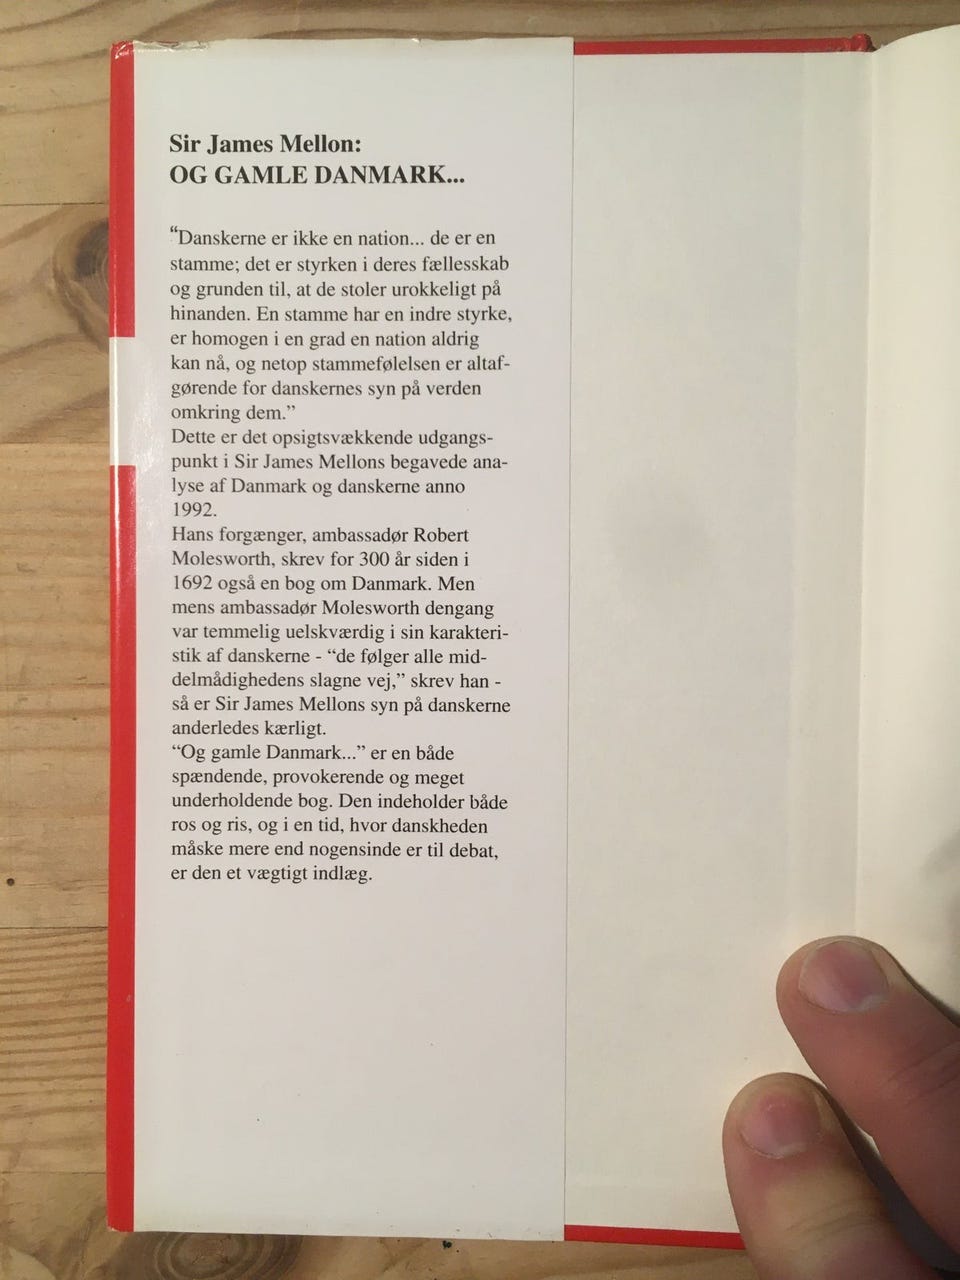 Sir James Mellon:
OG GAMLE DANMARK...
“Danskerne er ikke en nation... de er en
stamme; det er styrken i deres fællesskab
og grunden til, at de stoler urokkeligt på
hinanden. En stamme har en indre styrke,
er homogen i en grad en nation aldrig
kan nå, og netop stammefølelsen er altaf-
gørende for danskernes syn på verden
omkring dem.”
Dette er det opsigtsvækkende udgangs-
punkt i Sir James Mellons begavede ana-
lyse af Danmark og danskerne anno
1992.
Hans forgænger, ambassadør Robert
Molesworth, skrev for 300 år siden i
1692 også en bog om Danmark. Men
mens ambassadør Molesworth dengang
var temmelig uelskværdig i sin karakteri-
stik af danskerne - “de følger alle mid-
delmådighedens slagne vej,” skrev han -
så er Sir James Mellons syn på danskerne
anderledes kærligt.
“Og gamle Danmark...” er en både
spændende, provokerende og meget
underholdende bog. Den indeholder både
ros og ris, og i en tid, hvor danskheden
måske mere end nogensinde er til debat,
er den et vægtigt indlæg.